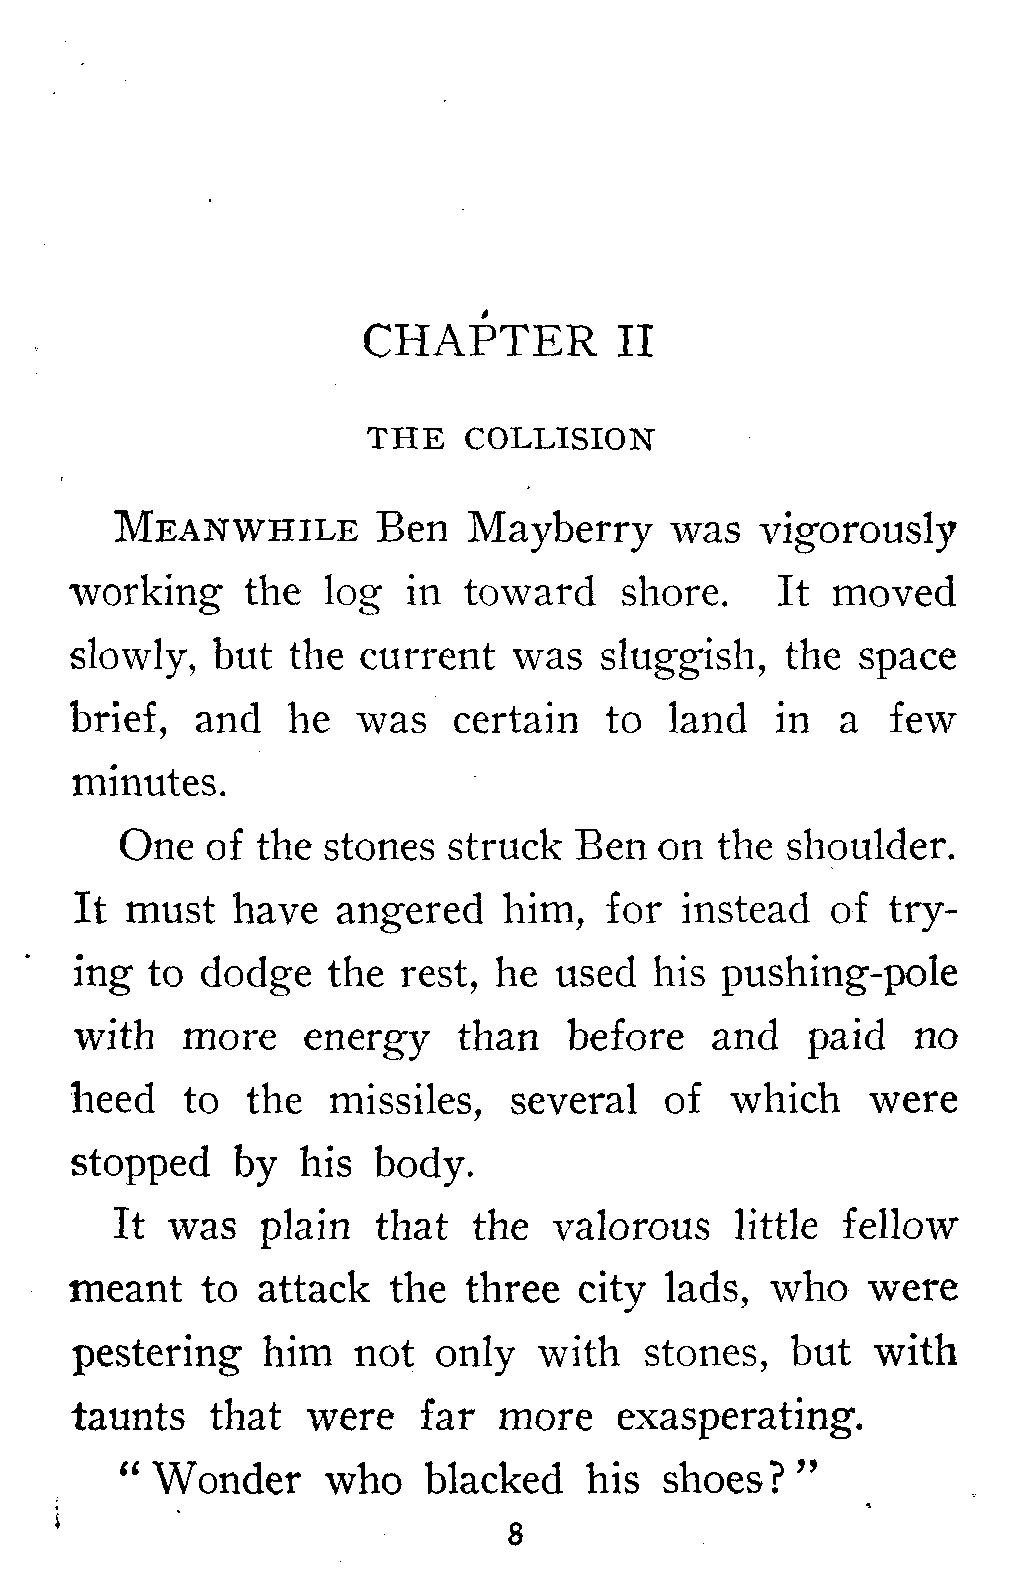 CHAPTER II
THE COLLISION
MEANWHILE Ben Mayberry was vigorously
working the log in toward shore. It moved
slowly, but the current was sluggish, the space
brief, and he was certain to land in a few
minutes.
One of the stones struck Ben on the shoulder.
It must have angered him, for instead of try-
ing to dodge the rest, he used his pushing-pole
with more energy than before and paid no
heed to the missiles, several of which were
stopped by his body.
It was plain that the valorous little fellow
meant to attack the three city lads, who were
pestering him not only with stones, but with
taunts that were far more exasperating.
“ Wonder who blacked his shoes? ”
8